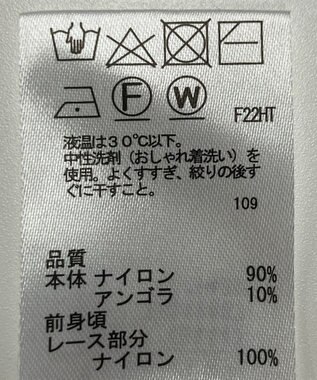 F
W
F22HT
液温は30℃以下。
中性洗剤（おしゃれ着洗い）を
使用。よくすすぎ、絞りの後す
ぐに干すこと。
109
品質
本体 ナイロン 90%
アンゴラ 10%
前身頃
レース部分
ナイロン 100%